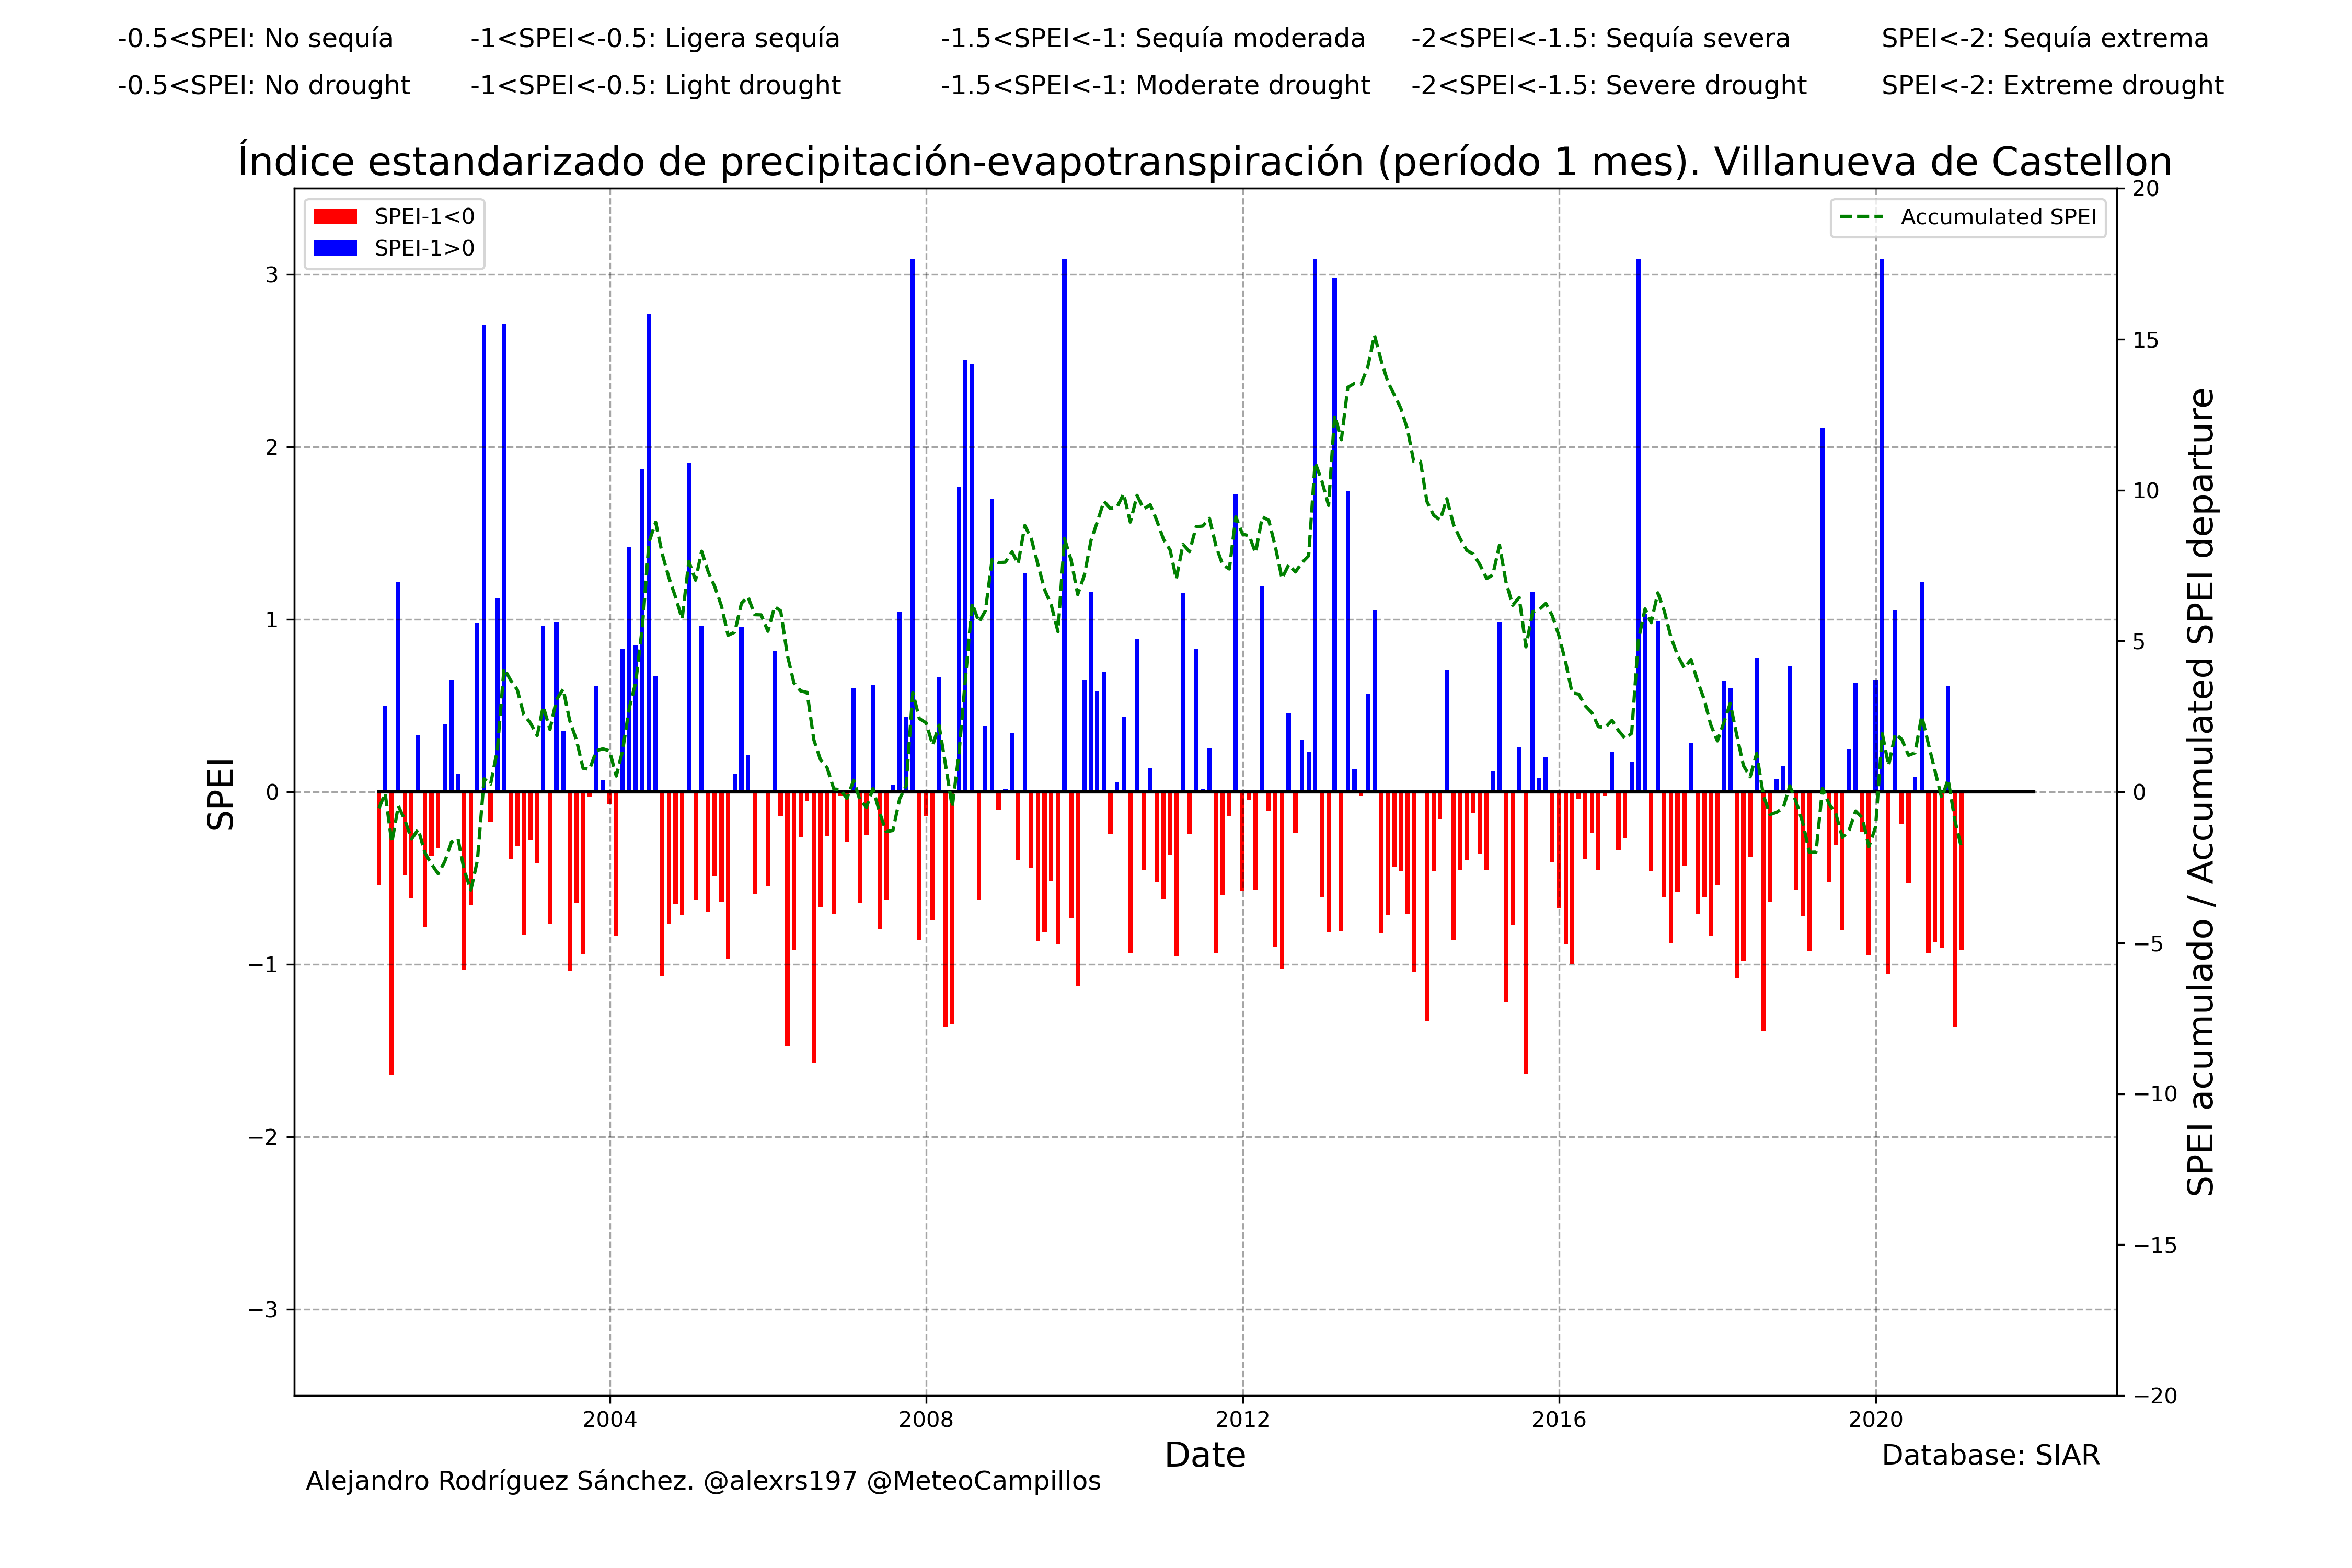 -0.5<SPEI: No sequía -1<SPEI<-0.5: Ligera sequía -1.5<SPEI<-1: Sequía moderada -2<SPEI<-1.5: Sequía severa SPEI<-2: Sequía extrema
-0.5<SPEI: No drought -1<SPEI<-0.5: Light drought -1.5<SPEI<-1: Moderate drought -2<SPEI<-1.5: Severe drought SPEI<-2: Extreme drought
Índice estandarizado de precipitación-evapotranspiración (período 1 mes). Villanueva de Castellon
SPEI-1<0
SPEI-1>0
Accumulated SPEI
SPEI
3
2
1
0
−1
−2
−3
20
15
10
5
0
−5
−10
−15
−20
SPEI acumulado / Accumulated SPEI departure
2004 2008 2012 2016 2020
Date
Database: SIAR
Alejandro Rodríguez Sánchez. @alexrs197 @MeteoCampillos